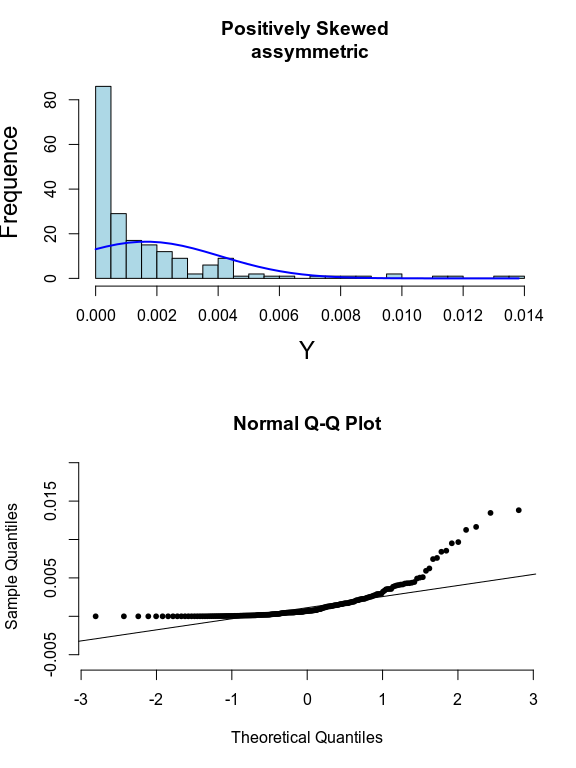 Positively Skewed
assymmetric
Frequence
80
60
40
20
0
0.000 0.002 0.004 0.006 0.008 0.010 0.012 0.014
Y
Normal Q-Q Plot
Sample Quantiles
0.015
0.005
-0.005
-3 -2 -1 0 1 2 3
Theoretical Quantiles